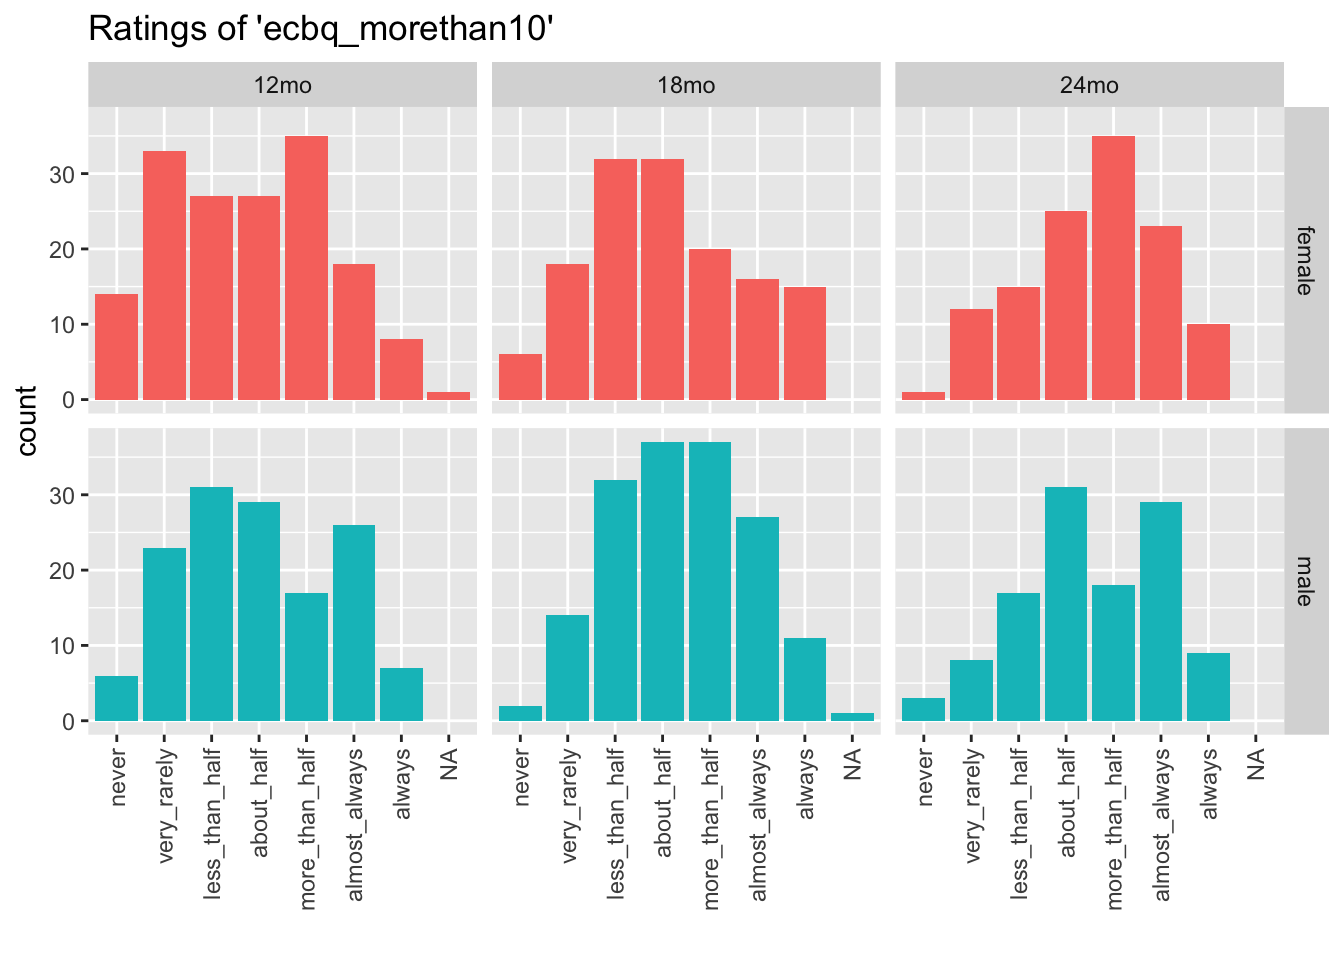 Ratings of 'ecbq_morethan10'
12mo 18mo 24mo
30
20
10
0
female
count
30
20
10
0
male
never very_rarely less_than_half about_half more_than_half almost_always always NA
never very_rarely less_than_half about_half more_than_half almost_always always NA
never very_rarely less_than_half about_half more_than_half almost_always always NA